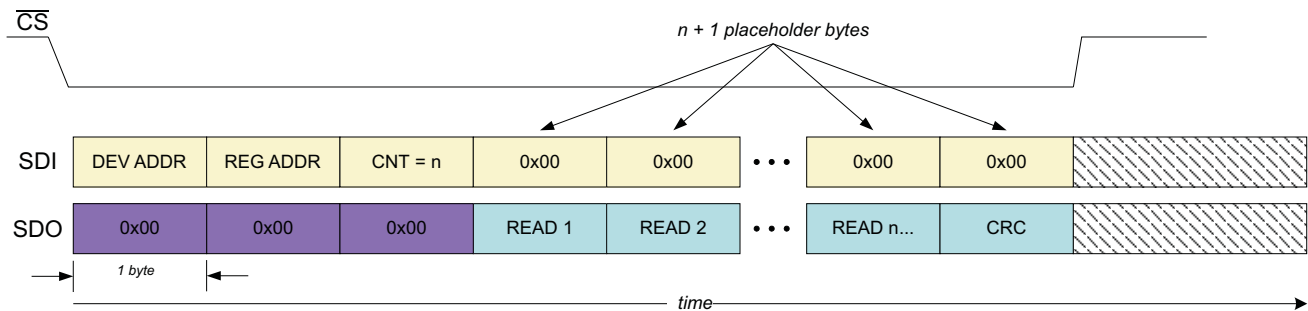 CS
n + 1 placeholder bytes
SDI DEV ADDR REG ADDR CNT = n 0x00 0x00 • • • 0x00 0x00
SDO 0x00 0x00 0x00 READ 1 READ 2 • • • READ n... CRC
1 byte
time